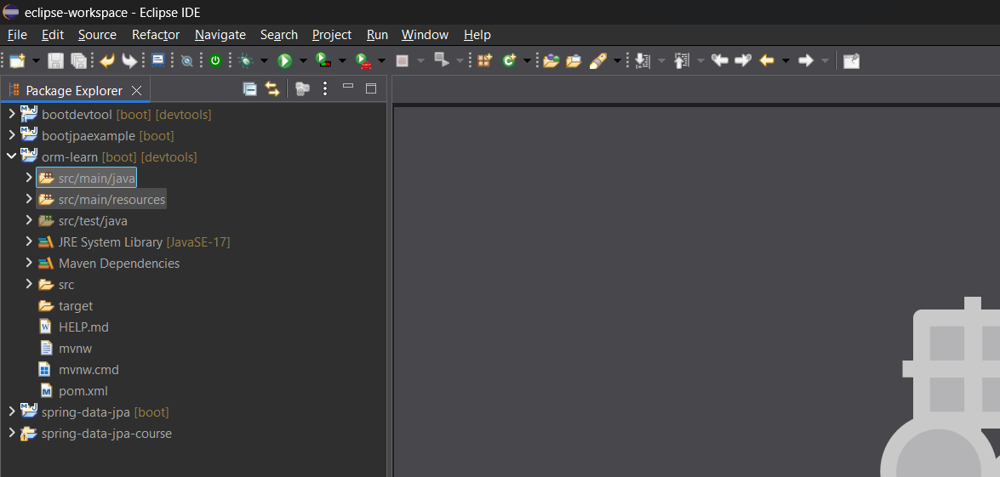 eclipse-workspace - Eclipse IDE
File Edit Source Refactor Navigate Search Project Run Window Help
Package Explorer
bootdevtool [boot] [devtools]
bootjpaexample [boot]
orm-learn [boot] [devtools]
src/main/java
src/main/resources
src/test/java
JRE System Library [JavaSE-17]
Maven Dependencies
src
target
HELP.md
mvnw
mvnw.cmd
pom.xml
spring-data-jpa [boot]
spring-data-jpa-course